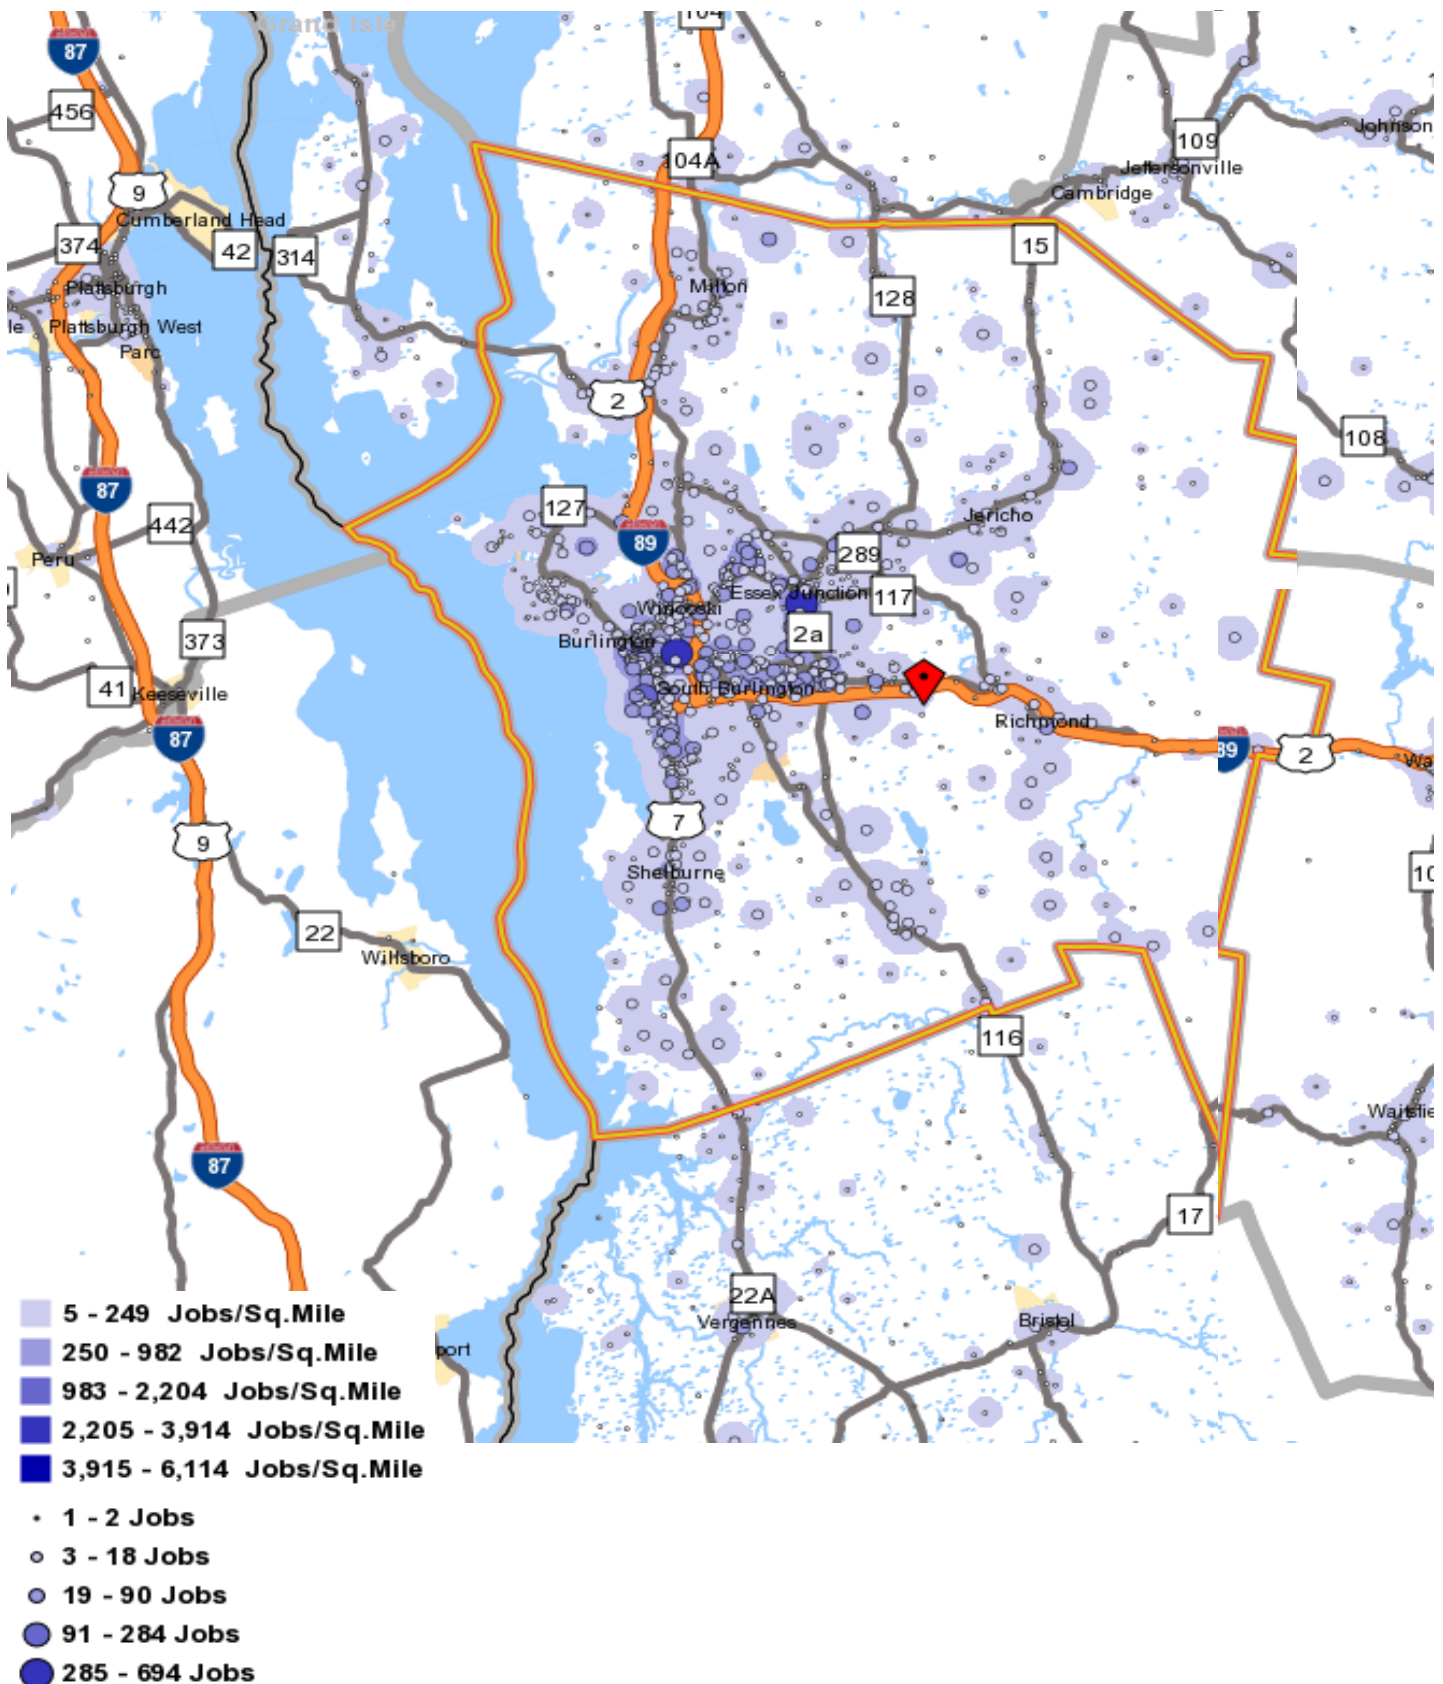 Grand Isle
104
87
456
104A
109
Johnson
Jeffersonville
Cambridge
9
Cumberland Head
374
42
314
15
Plattsburgh
Milton
128
le
Plattsburgh West
Parc
2
108
87
127
Jericho
442
89
289
Peru
Essex Junction
117
Winooski
2a
373
Burlington
41
Keeseville
South Burlington
Richmond
87
89
2
Wa
7
9
Shelburne
10
22
Willsboro
116
Waitsfie
87
17
22A
Vergennes
Bristol
port
5 - 249 Jobs/Sq.Mile
250 - 982 Jobs/Sq.Mile
983 - 2,204 Jobs/Sq.Mile
2,205 - 3,914 Jobs/Sq.Mile
3,915 - 6,114 Jobs/Sq.Mile
1 - 2 Jobs
3 - 18 Jobs
19 - 90 Jobs
91 - 284 Jobs
285 - 694 Jobs